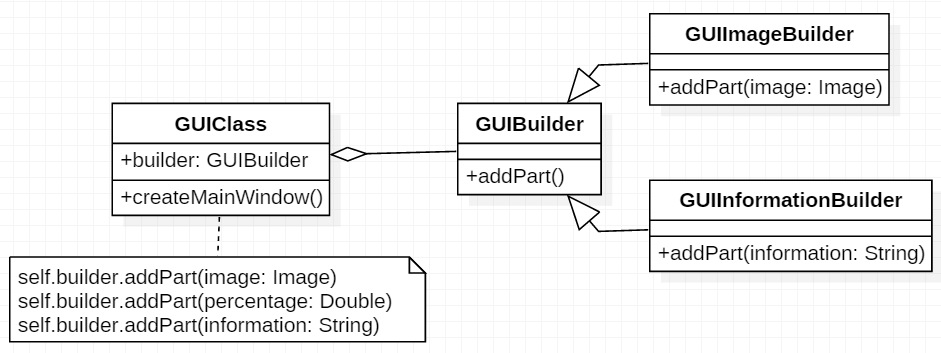 GUIClass
+builder: GUIBuilder
+createMainWindow()
self.builder.addPart(image: Image)
self.builder.addPart(percentage: Double)
self.builder.addPart(information: String)
GUIBuilder
+addPart()
GUIImageBuilder
+addPart(image: Image)
GUIInformationBuilder
+addPart(information: String)